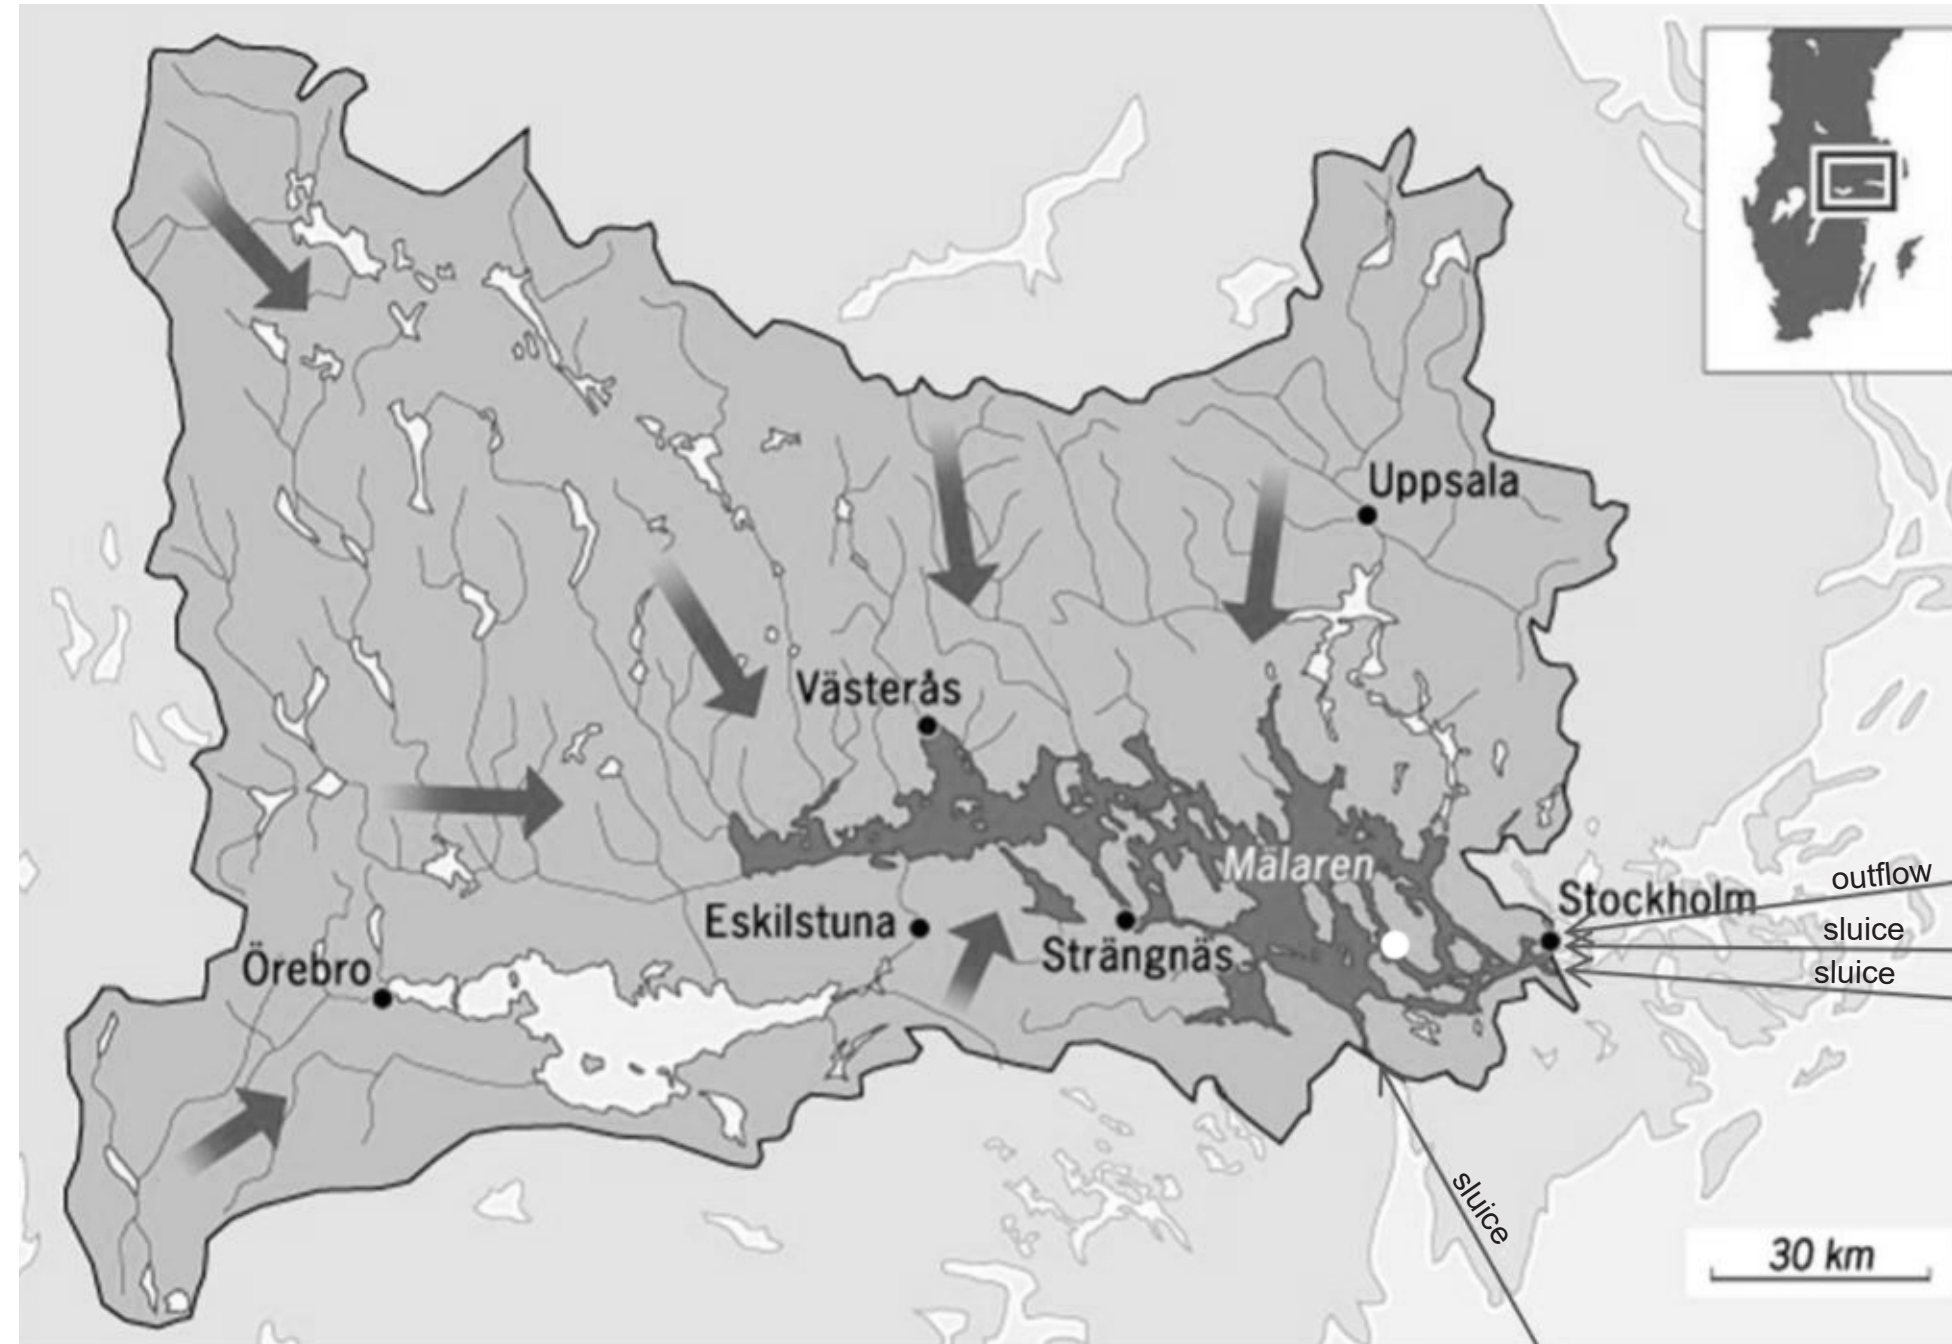 Uppsala
Västerås
Mälaren
outflow
Stockholm
sluice
Eskilstuna
Strängnäs
sluice
Örebro
sluice
30 km